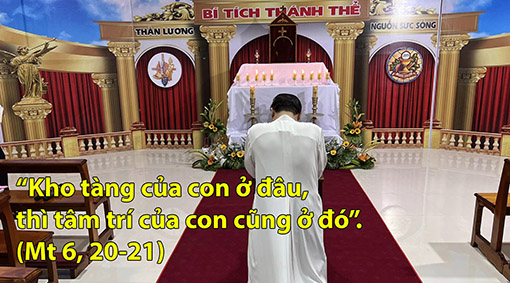 BÍ TÍCH THÁNH THỂ
THẦN LƯƠNG
NGUỒN SỨC SỐNG
“Kho tàng của con ở đâu,
thì tâm trí của con cũng ở đó”.
(Mt 6, 20-21)